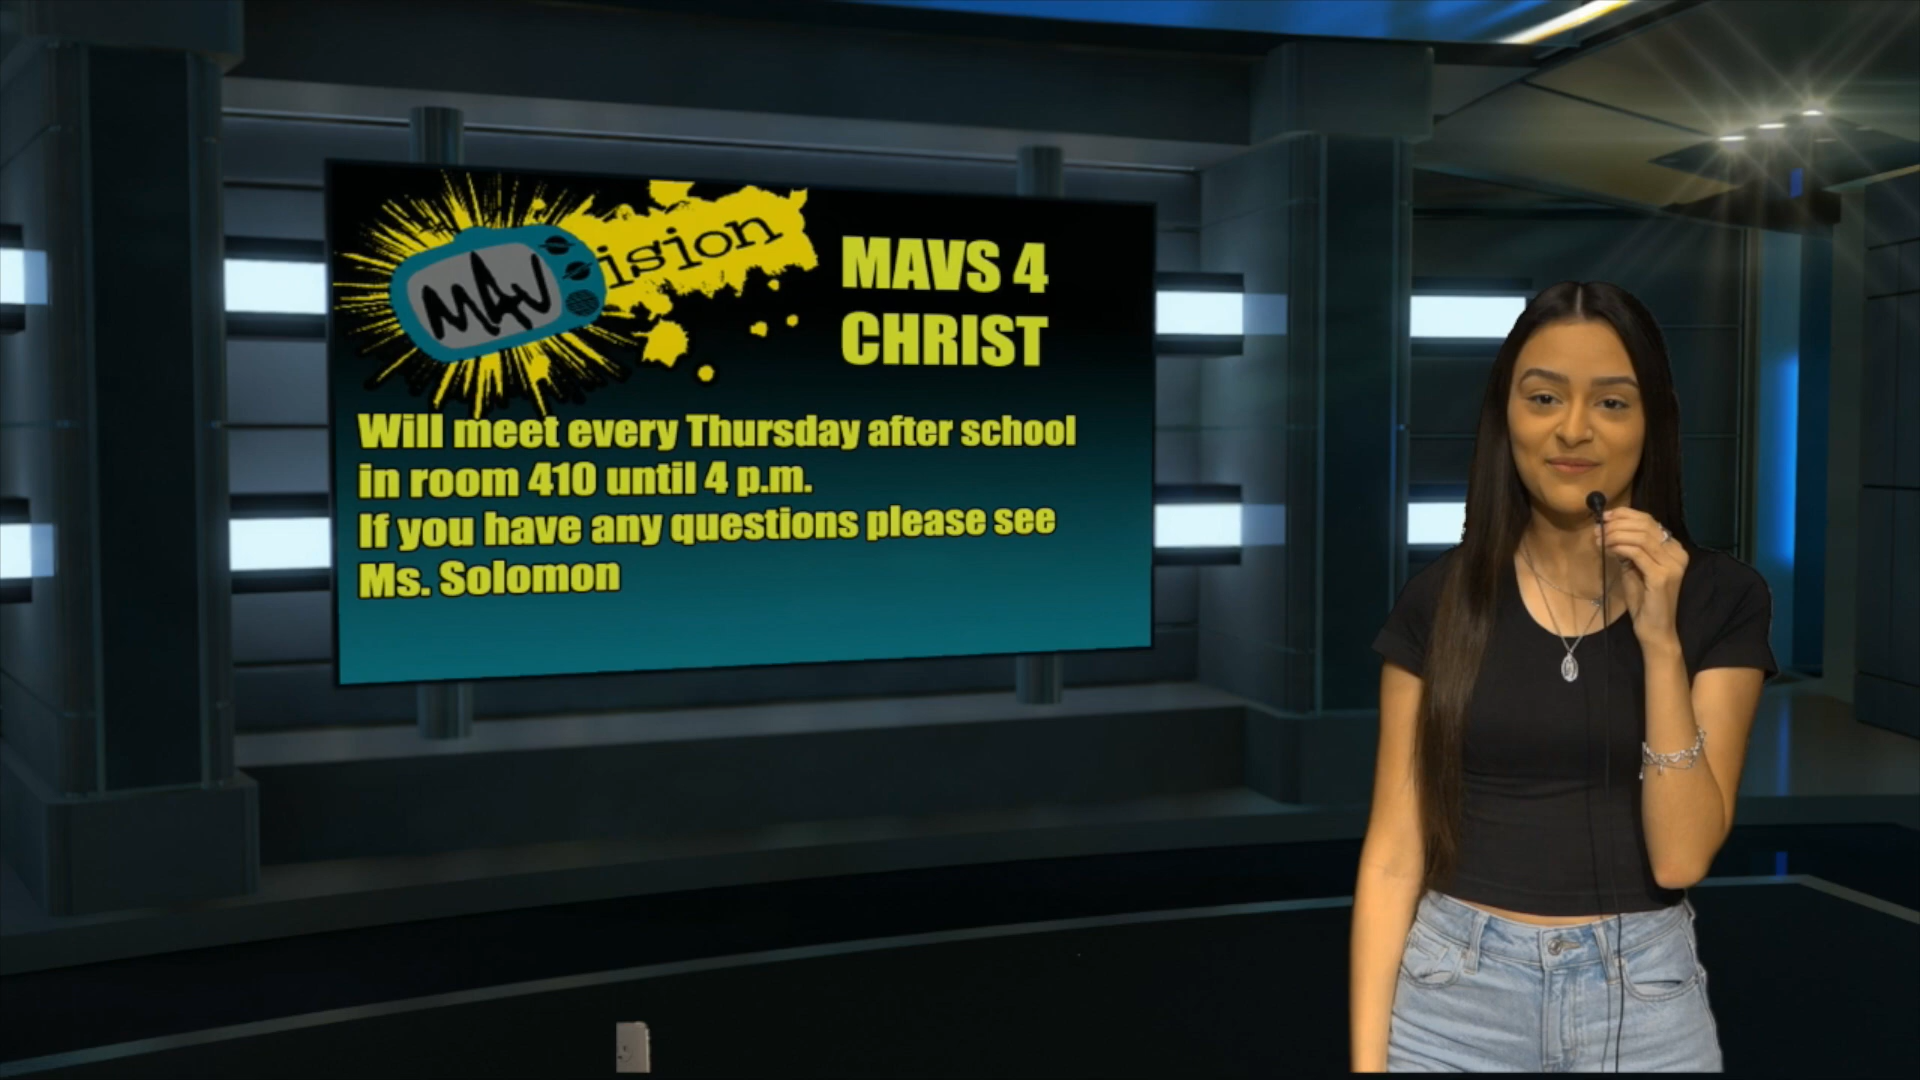 MAVision
MAVS 4
CHRIST
Will meet every Thursday after school
in room 410 until 4 p.m.
If you have any questions please see
Ms. Solomon